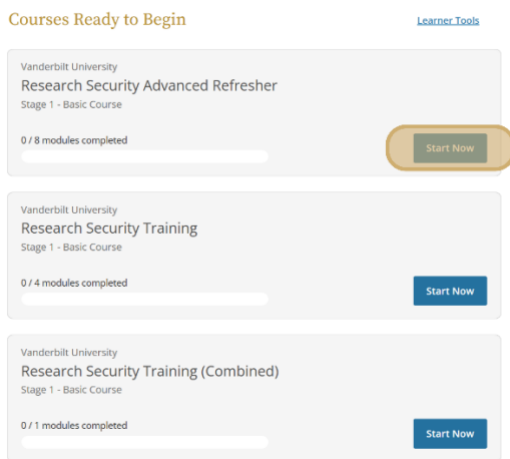 Courses Ready to Begin
Learner Tools
Vanderbilt University
Research Security Advanced Refresher
Stage 1 - Basic Course
0 / 8 modules completed
Start Now
Vanderbilt University
Research Security Training
Stage 1 - Basic Course
0 / 4 modules completed
Start Now
Vanderbilt University
Research Security Training (Combined)
Stage 1 - Basic Course
0 / 1 modules completed
Start Now